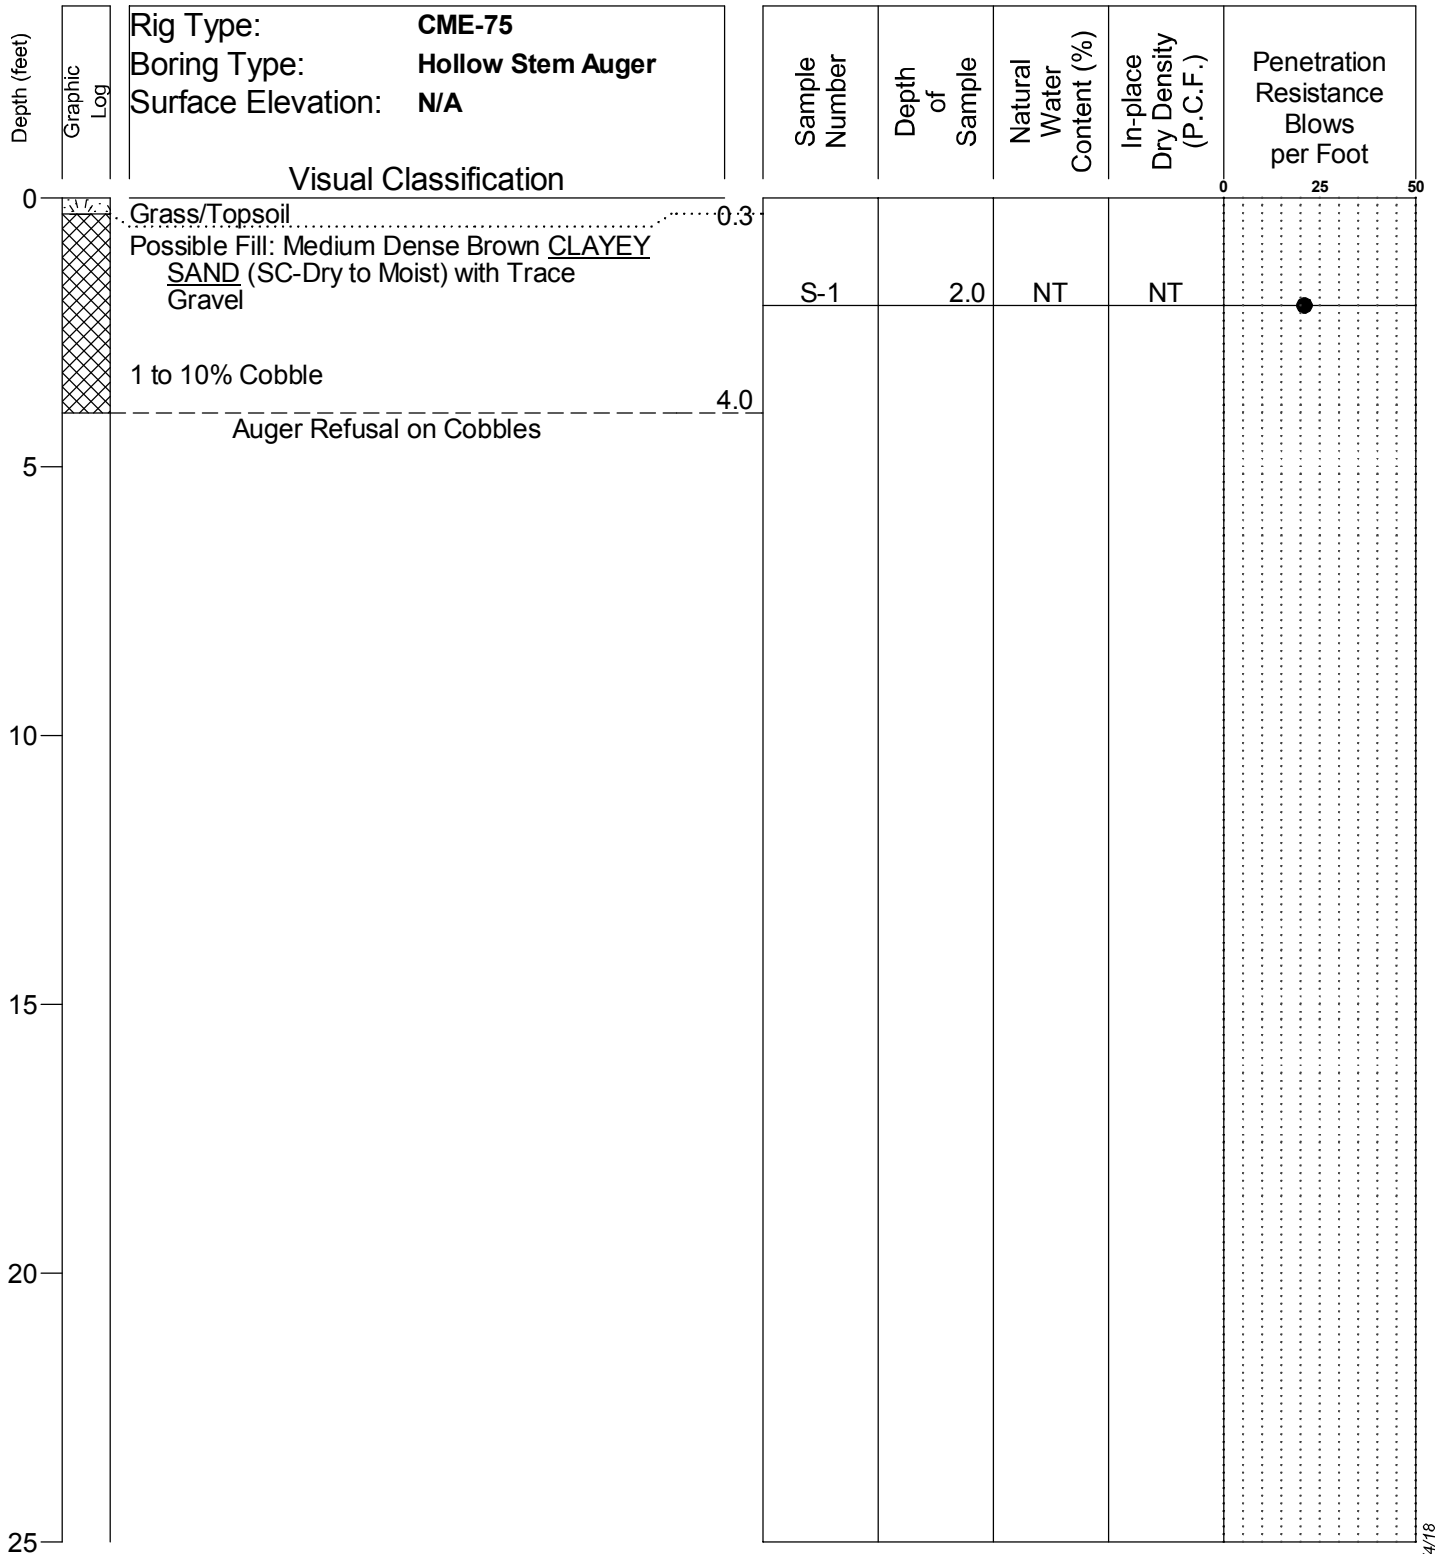 Depth (feet)
Graphic
Log
Rig Type: CME-75
Boring Type: Hollow Stem Auger
Surface Elevation: N/A
Visual Classification
Sample
Number
Depth
of
Sample
Natural
Water
Content (%)
In-place
Dry Density
(P.C.F.)
Penetration
Resistance
Blows
per Foot
0 25 50
0
Grass/Topsoil 0.3
Possible Fill: Medium Dense Brown CLAYEY
SAND (SC-Dry to Moist) with Trace
Gravel
S-1 2.0 NT NT
1 to 10% Cobble
4.0
Auger Refusal on Cobbles
5
10
15
20
25
4/18